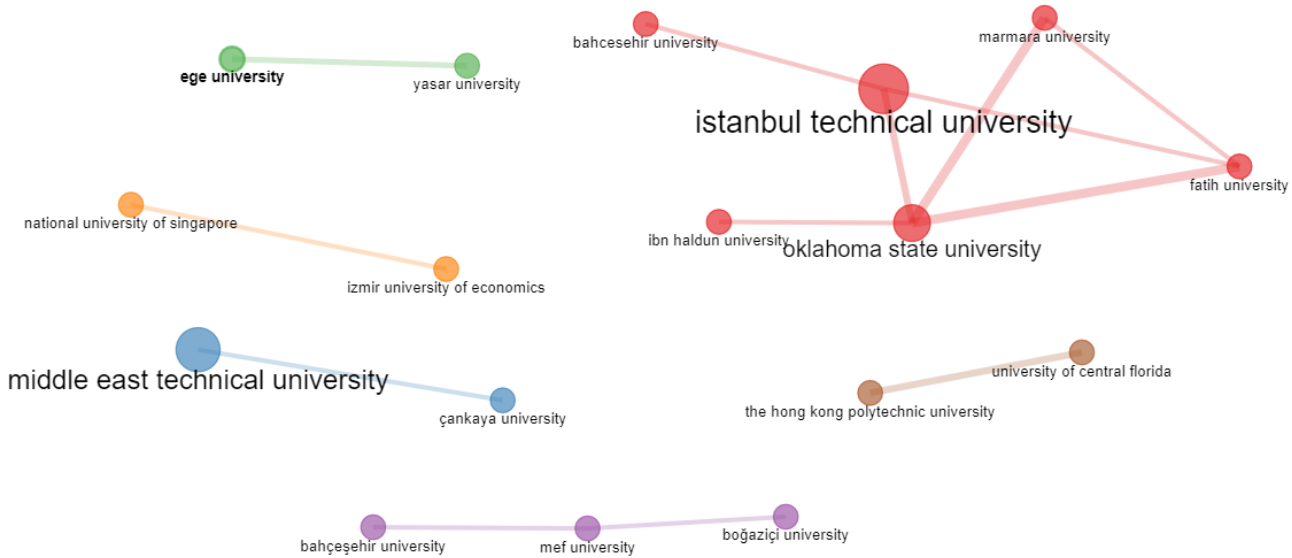 bahcesehir university
marmara university
ege university
yasar university
istanbul technical university
fatih university
national university of singapore
ibn haldun university
oklahoma state university
izmir university of economics
middle east technical university
university of central florida
çankaya university
the hong kong polytechnic university
bahçeşehir university
mef university
boğaziçi university